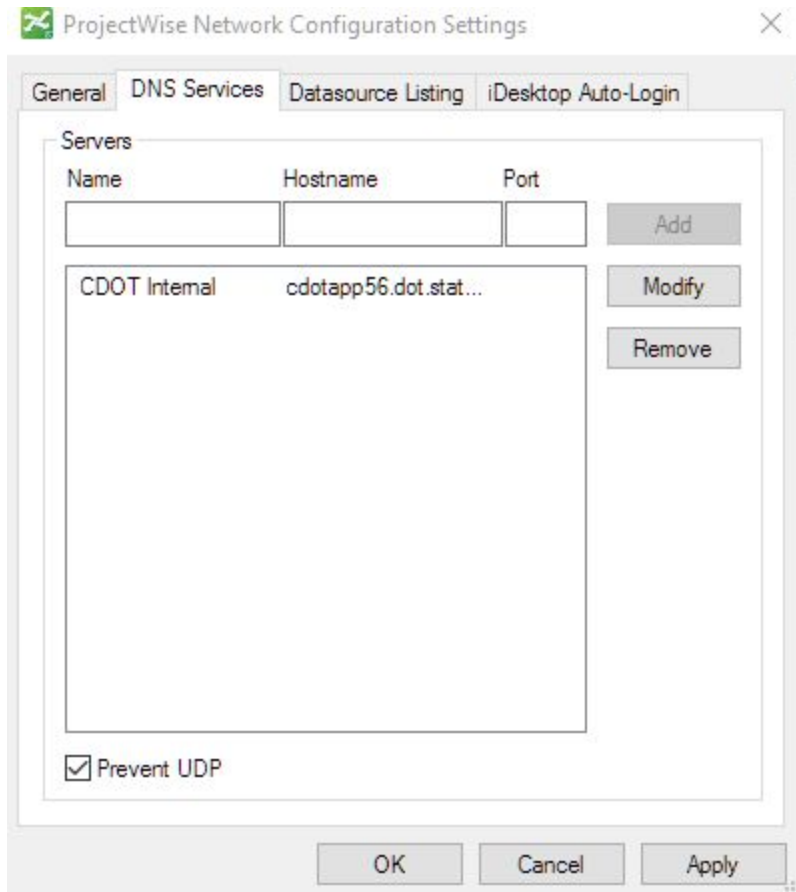 ProjectWise Network Configuration Settings
General DNS Services Datasource Listing iDesktop Auto-Login
Servers
Name Hostname Port
Add
CDOT Internal cdotapp56.dot.stat...
Modify
Remove
Prevent UDP
OK Cancel Apply